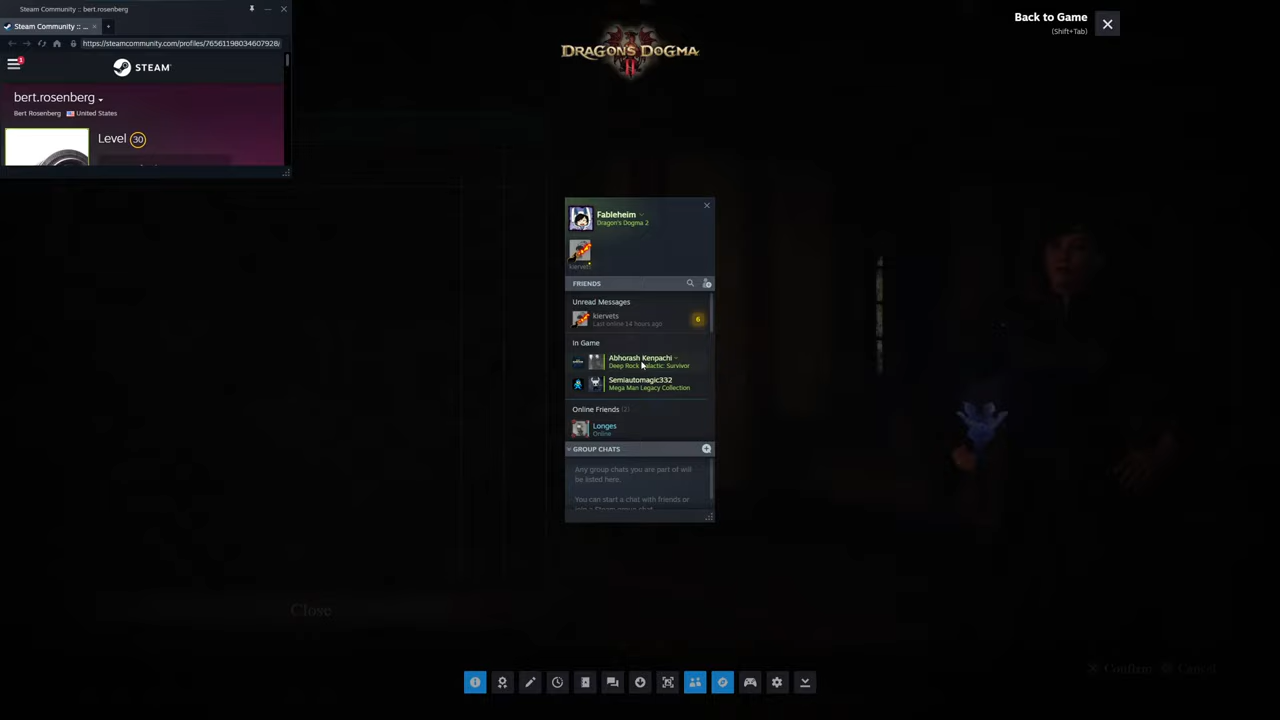 Steam Community :: bert.rosenberg
Steam Community :: ...
https://steamcommunity.com/profiles/76561198034607928/
STEAM
bert.rosenberg
Bert Rosenberg United States
Level 30
DRAGON'S DOGMA
II
Back to Game
(Shift+Tab)
Fableheim
Dragon's Dogma 2
kiervets
FRIENDS
Unread Messages
kiervets
Last online 14 hours ago
6
In Game
Abhorash Kenpachi
Deep Rock Galactic: Survivor
Semiautomagic332
Mega Man Legacy Collection
Online Friends (2)
Longes
Online
GROUP CHATS
Any group chats you are part of will
be listed here.
You can start a chat with friends or
Close
Confirm Cancel